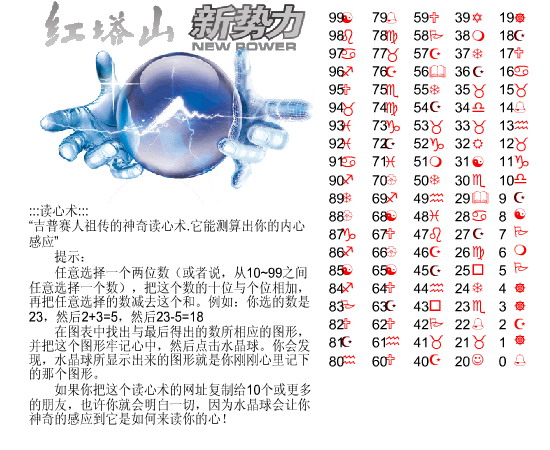 红塔山 新势力
NEW POWER
:::读心术:::
“吉普赛人祖传的神奇读心术.它能测算出你的内心
感应”
提示:
任意选择一个两位数（或者说，从10~99之间
任意选择一个数），把这个数的十位与个位相加，
再把任意选择的数减去这个和。例如：你选的数是
23，然后2+3=5，然后23-5=18
在图表中找出与最后得出的数所相应的图形，
并把这个图形牢记心中，然后点击水晶球。你会发
现，水晶球所显示出来的图形就是你刚刚心里记下
的那个图形。
如果你把这个读心术的网址复制给10个或更多
的朋友，也许你就会明白一切，因为水晶球会让你
神奇的感应到它是如何来读你的心！
99 79 59 39 19
98 78 58 38 18
97 77 57 37 17
96 76 56 36 16
95 75 55 35 15
94 74 54 34 14
93 73 53 33 13
92 72 52 32 12
91 71 51 31 11
90 70 50 30 10
89 69 49 29 9
88 68 48 28 8
87 67 47 27 7
86 66 46 26 6
85 65 45 25 5
84 64 44 24 4
83 63 43 23 3
82 62 42 22 2
81 61 41 21 1
80 60 40 20 0